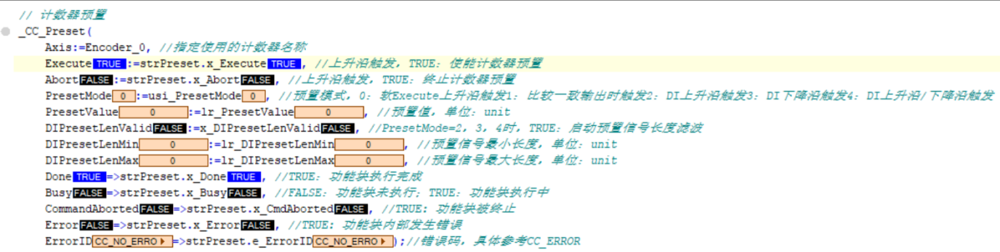 // 计数器预置
_CC_Preset(
Axis:=Encoder_0, //指定使用的计数器名称
Execute TRUE :=strPreset.x_Execute TRUE , //上升沿触发，TRUE：使能计数器预置
Abort FALSE :=strPreset.x_Abort FALSE , //上升沿触发，TRUE：终止计数器预置
PresetMode 0 :=usi_PresetMode 0 , //预置模式，0：软Execute上升沿触发1：比较一致输出时触发2：DI上升沿触发3：DI下降沿触发4：DI上升沿/下降沿触发
PresetValue 0 :=lr_PresetValue 0 , //预置值，单位：unit
DIPresetLenValid FALSE :=x_DIPresetLenValid FALSE , //PresetMode=2，3，4时，TRUE：启动预置信号长度滤波
DIPresetLenMin 0 :=lr_DIPresetLenMin 0 , //预置信号最小长度，单位：unit
DIPresetLenMax 0 :=lr_DIPresetLenMax 0 , //预置信号最大长度，单位：unit
Done TRUE =>strPreset.x_Done TRUE , //TRUE：功能块执行完成
Busy FALSE =>strPreset.x_Busy FALSE , //FALSE：功能块未执行；TRUE：功能块执行中
CommandAborted FALSE =>strPreset.x_CmdAborted FALSE , //TRUE：功能块被终止
Error FALSE =>strPreset.x_Error FALSE , //TRUE：功能块内部发生错误
ErrorID CC_NO_ERRO =>strPreset.e_ErrorID CC_NO_ERRO );//错误码，具体参考CC_ERROR